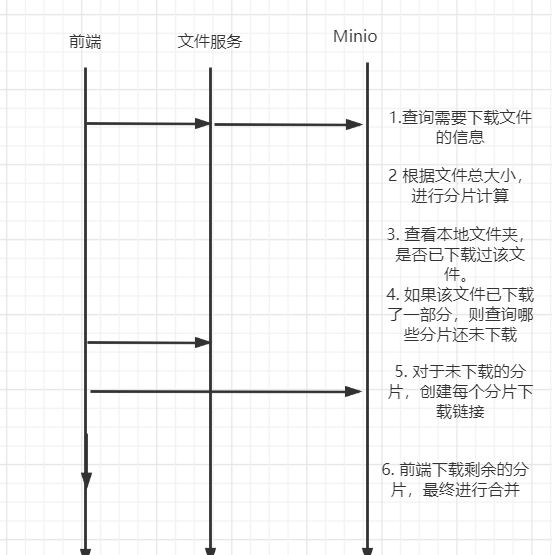 前端
文件服务
Minio
1.查询需要下载文件
的信息
2 根据文件总大小，
进行分片计算
3. 查看本地文件夹，
是否已下载过该文
件。
4. 如果该文件已下载
了一部分，则查询哪
些分片还未下载
5. 对于未下载的分
片，创建每个分片下
载链接
6. 前端下载剩余的分
片，最终进行合并